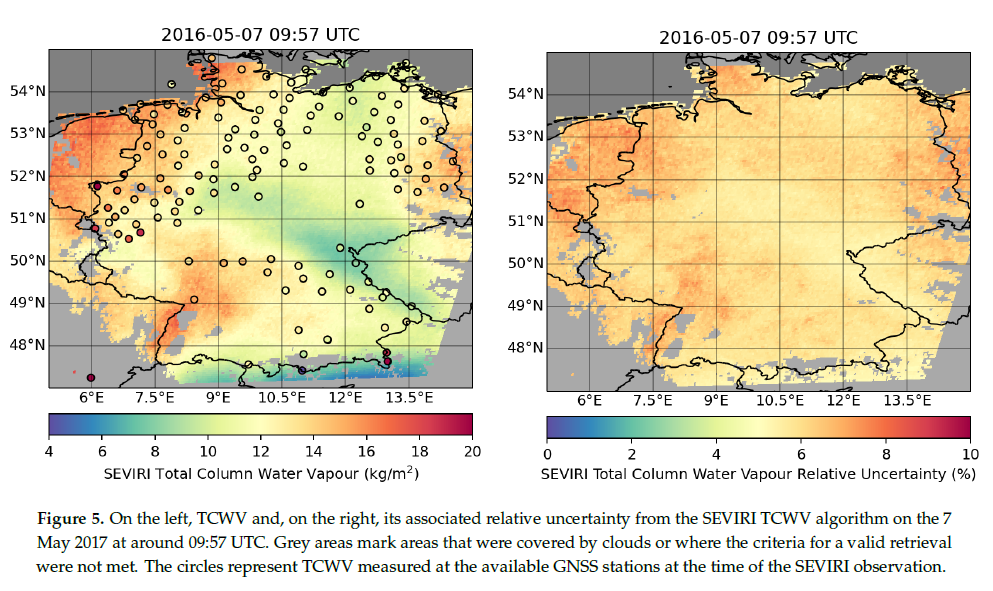 2016-05-07 09:57 UTC
54°N
53°N
52°N
51°N
50°N
49°N
48°N
6°E 7.5°E 9°E 10.5°E 12°E 13.5°E
4 6 8 10 12 14 16 18 20
SEVIRI Total Column Water Vapour (kg/m²)
2016-05-07 09:57 UTC
54°N
53°N
52°N
51°N
50°N
49°N
48°N
6°E 7.5°E 9°E 10.5°E 12°E 13.5°E
0 2 4 6 8 10
SEVIRI Total Column Water Vapour Relative Uncertainty (%)
Figure 5. On the left, TCWV and, on the right, its associated relative uncertainty from the SEVIRI TCWV algorithm on the 7
May 2017 at around 09:57 UTC. Grey areas mark areas that were covered by clouds or where the criteria for a valid retrieval
were not met. The circles represent TCWV measured at the available GNSS stations at the time of the SEVIRI observation.